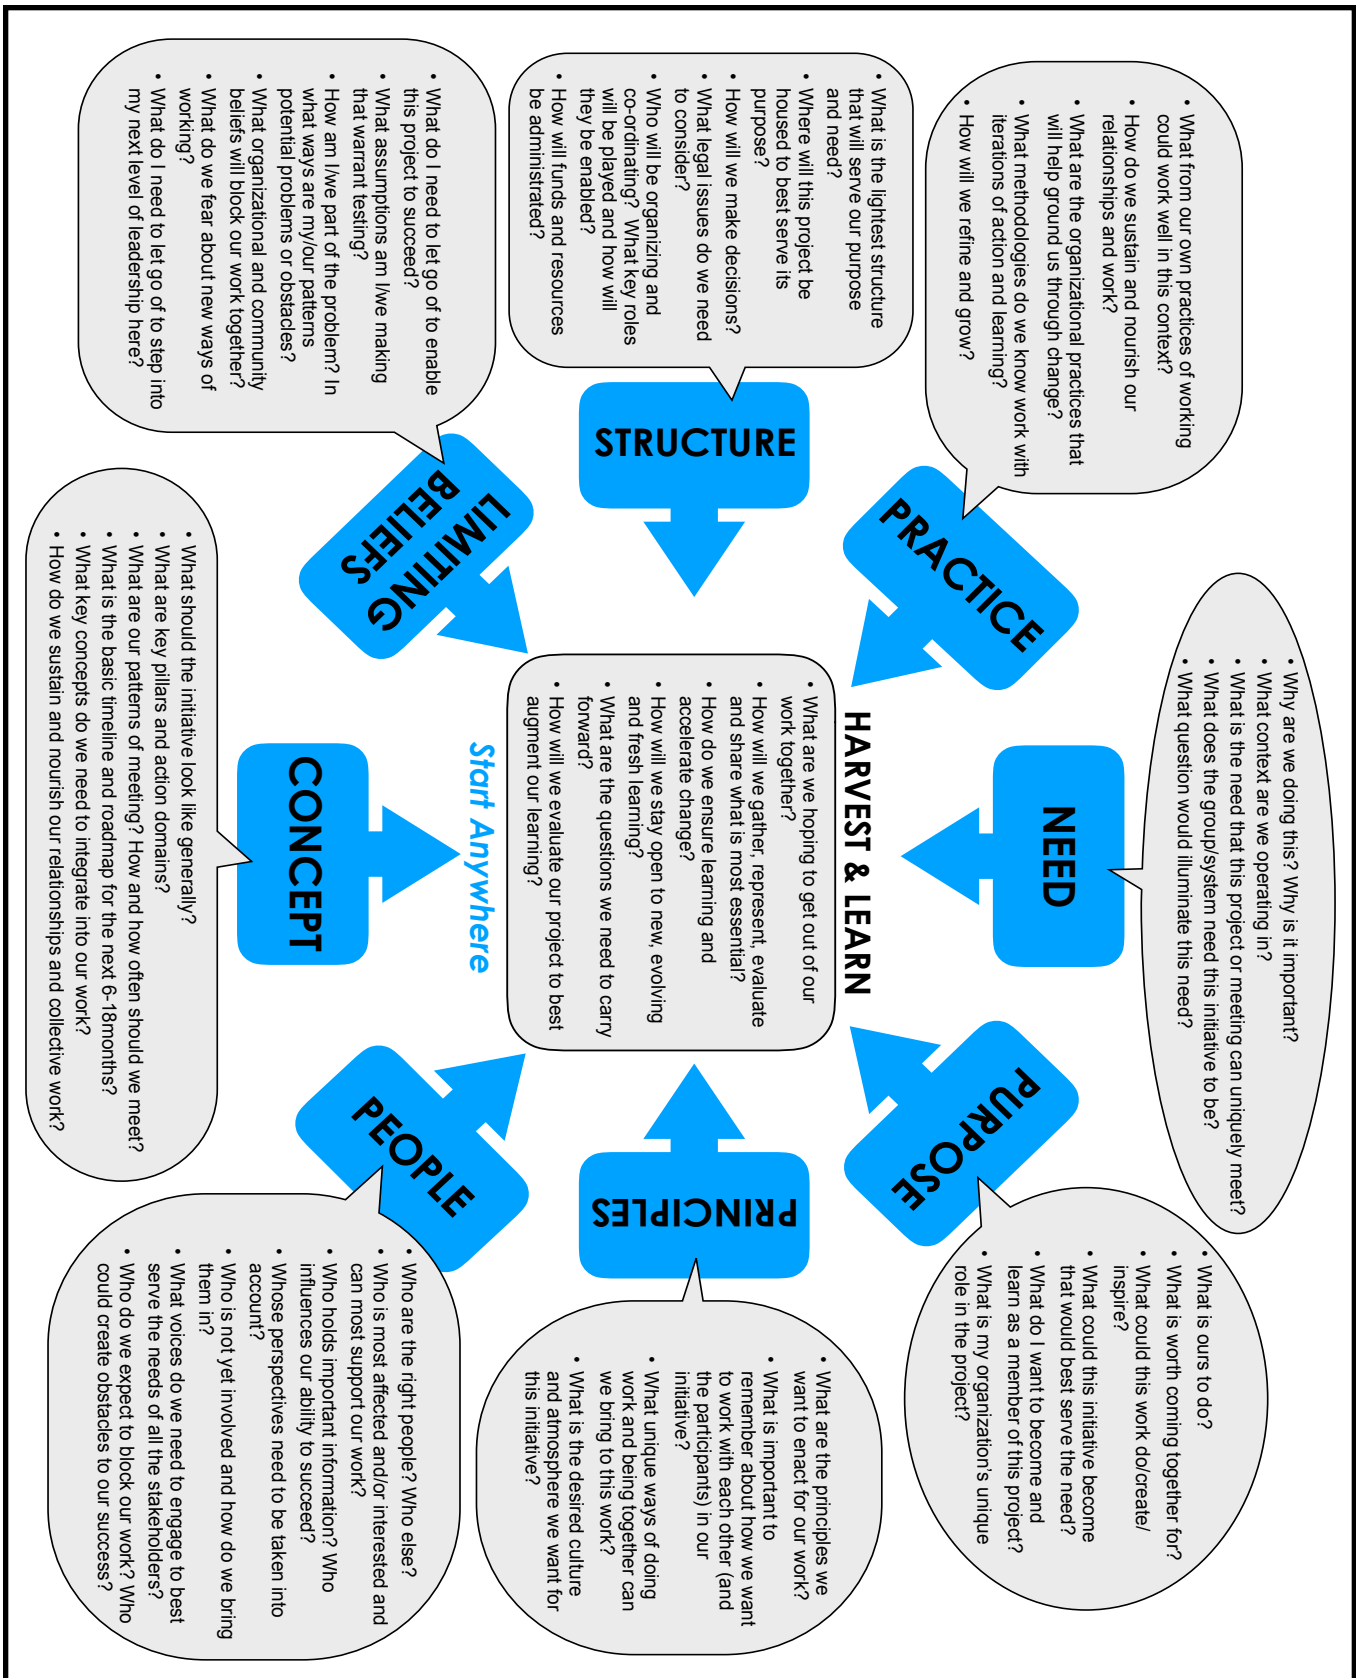 NEED
• Why are we doing this? Why is it important?
• What context are we operating in?
• What is the need that this project or meeting can uniquely meet?
• What does the group/system need this initiative to be?
• What question would illuminate this need?
PURPOSE
• What is ours to do?
• What is worth coming together for?
• What could this work do/create/
inspire?
• What could this initiative become
that would best serve the need?
• What do I want to become and
learn as a member of this project?
• What is my organization's unique
role in the project?
PRINCIPLES
• What are the principles we
want to enact for our work?
• What is important to
remember about how we want
to work with each other (and
the participants) in our
initiative?
• What unique ways of doing
work and being together can
we bring to this work?
• What is the desired culture
and atmosphere we want for
this initiative?
PEOPLE
• Who are the right people? Who else?
• Who is most affected and/or interested and
can most support our work?
• Who holds important information? Who
influences our ability to succeed?
• Whose perspectives need to be taken into
account?
• Who is not yet involved and how do we bring
them in?
• What voices do we need to engage to best
serve the needs of all the stakeholders?
• Who do we expect to block our work? Who
could create obstacles to our success?
CONCEPT
• What should the initiative look like generally?
• What are key pillars and action domains?
• What are our patterns of meeting? How and how often should we meet?
• What is the basic timeline and roadmap for the next 6-18months?
• What key concepts do we need to integrate into our work?
• How do we sustain and nourish our relationships and collective work?
LIMITING
BELIEFS
• What do I need to let go of to enable
this project to succeed?
• What assumptions am I/we making
that warrant testing?
• How am I/we part of the problem? In
what ways are my/our patterns
potential problems or obstacles?
• What organizational and community
beliefs will block our work together?
• What do we fear about new ways of
working?
• What do I need to let go of to step into
my next level of leadership here?
STRUCTURE
• What is the lightest structure
that will serve our purpose
and need?
• Where will this project be
housed to best serve its
purpose?
• How will we make decisions?
• What legal issues do we need
to consider?
• Who will be organizing and
co-ordinating? What key roles
will be played and how will
they be enabled?
• How will funds and resources
be administrated?
PRACTICE
• What from our own practices of working
could work well in this context?
• How do we sustain and nourish our
relationships and work?
• What are the organizational practices that
will help ground us through change?
• What methodologies do we know work with
iterations of action and learning?
• How will we refine and grow?
HARVEST & LEARN
• What are we hoping to get out of our
work together?
• How will we gather, represent, evaluate
and share what is most essential?
• How do we ensure learning and
accelerate change?
• How will we stay open to new, evolving
and fresh learning?
• What are the questions we need to carry
forward?
• How will we evaluate our project to best
augment our learning?
Start Anywhere